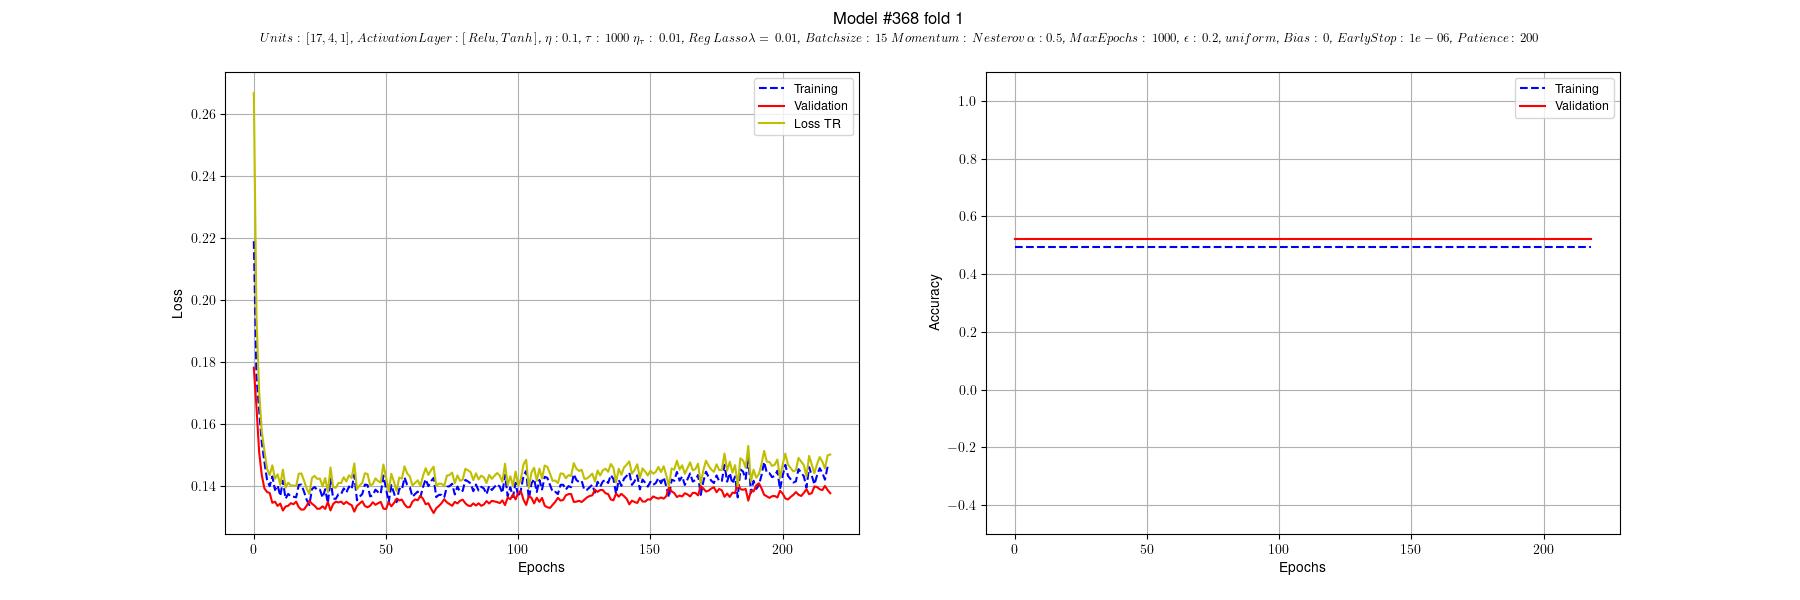 Model #368 fold 1
Units : [17, 4, 1], ActivationLayer : [ Relu, Tanh], η : 0.1, τ : 1000 ητ : 0.01, Reg Lassoλ = 0.01, Batchsize : 15 Momentum : Nesterov α : 0.5, MaxEpochs : 1000, ϵ : 0.2, uniform, Bias : 0, EarlyStop : 1e − 06, Patience : 200
Training
Validation
Loss TR
0.26
0.24
0.22
0.20
0.18
0.16
0.14
Loss
0
50
100
150
200
Epochs
Training
Validation
1.0
0.8
0.6
0.4
0.2
0.0
−0.2
−0.4
Accuracy
0
50
100
150
200
Epochs